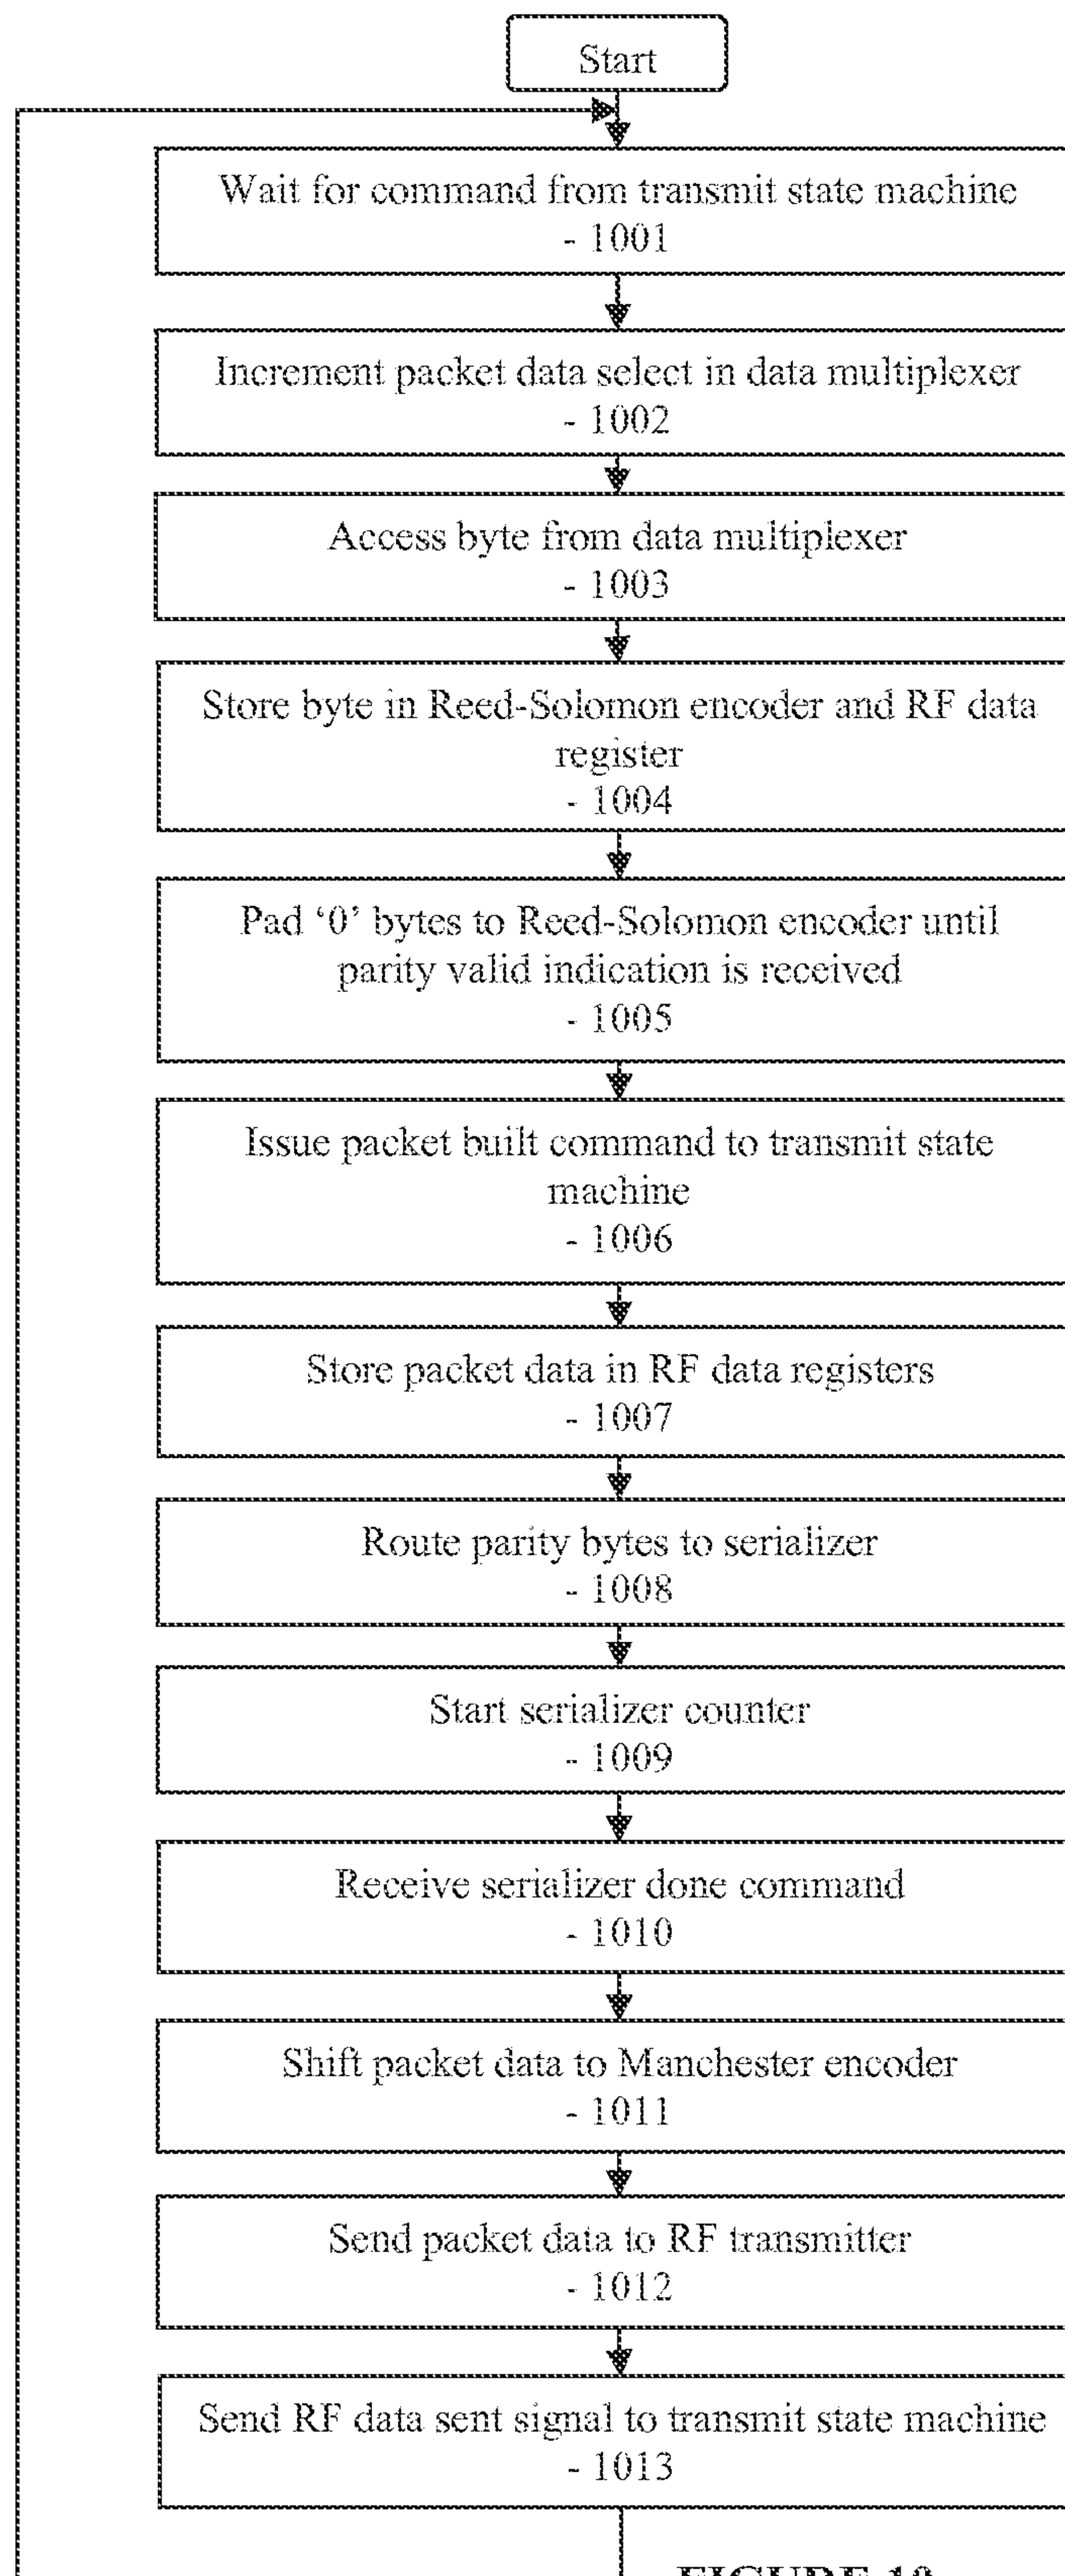 Start
Wait for command from transmit state machine
- 1001
Increment packet data select in data multiplexer
- 1002
Access byte from data multiplexer
- 1003
Store byte in Reed-Solomon encoder and RF data
register
- 1004
Pad ‘0’ bytes to Reed-Solomon encoder until
parity valid indication is received
- 1005
Issue packet built command to transmit state
machine
- 1006
Store packet data in RF data registers
- 1007
Route parity bytes to serializer
- 1008
Start serializer counter
- 1009
Receive serializer done command
- 1010
Shift packet data to Manchester encoder
- 1011
Send packet data to RF transmitter
- 1012
Send RF data sent signal to transmit state machine
- 1013
FIGURE